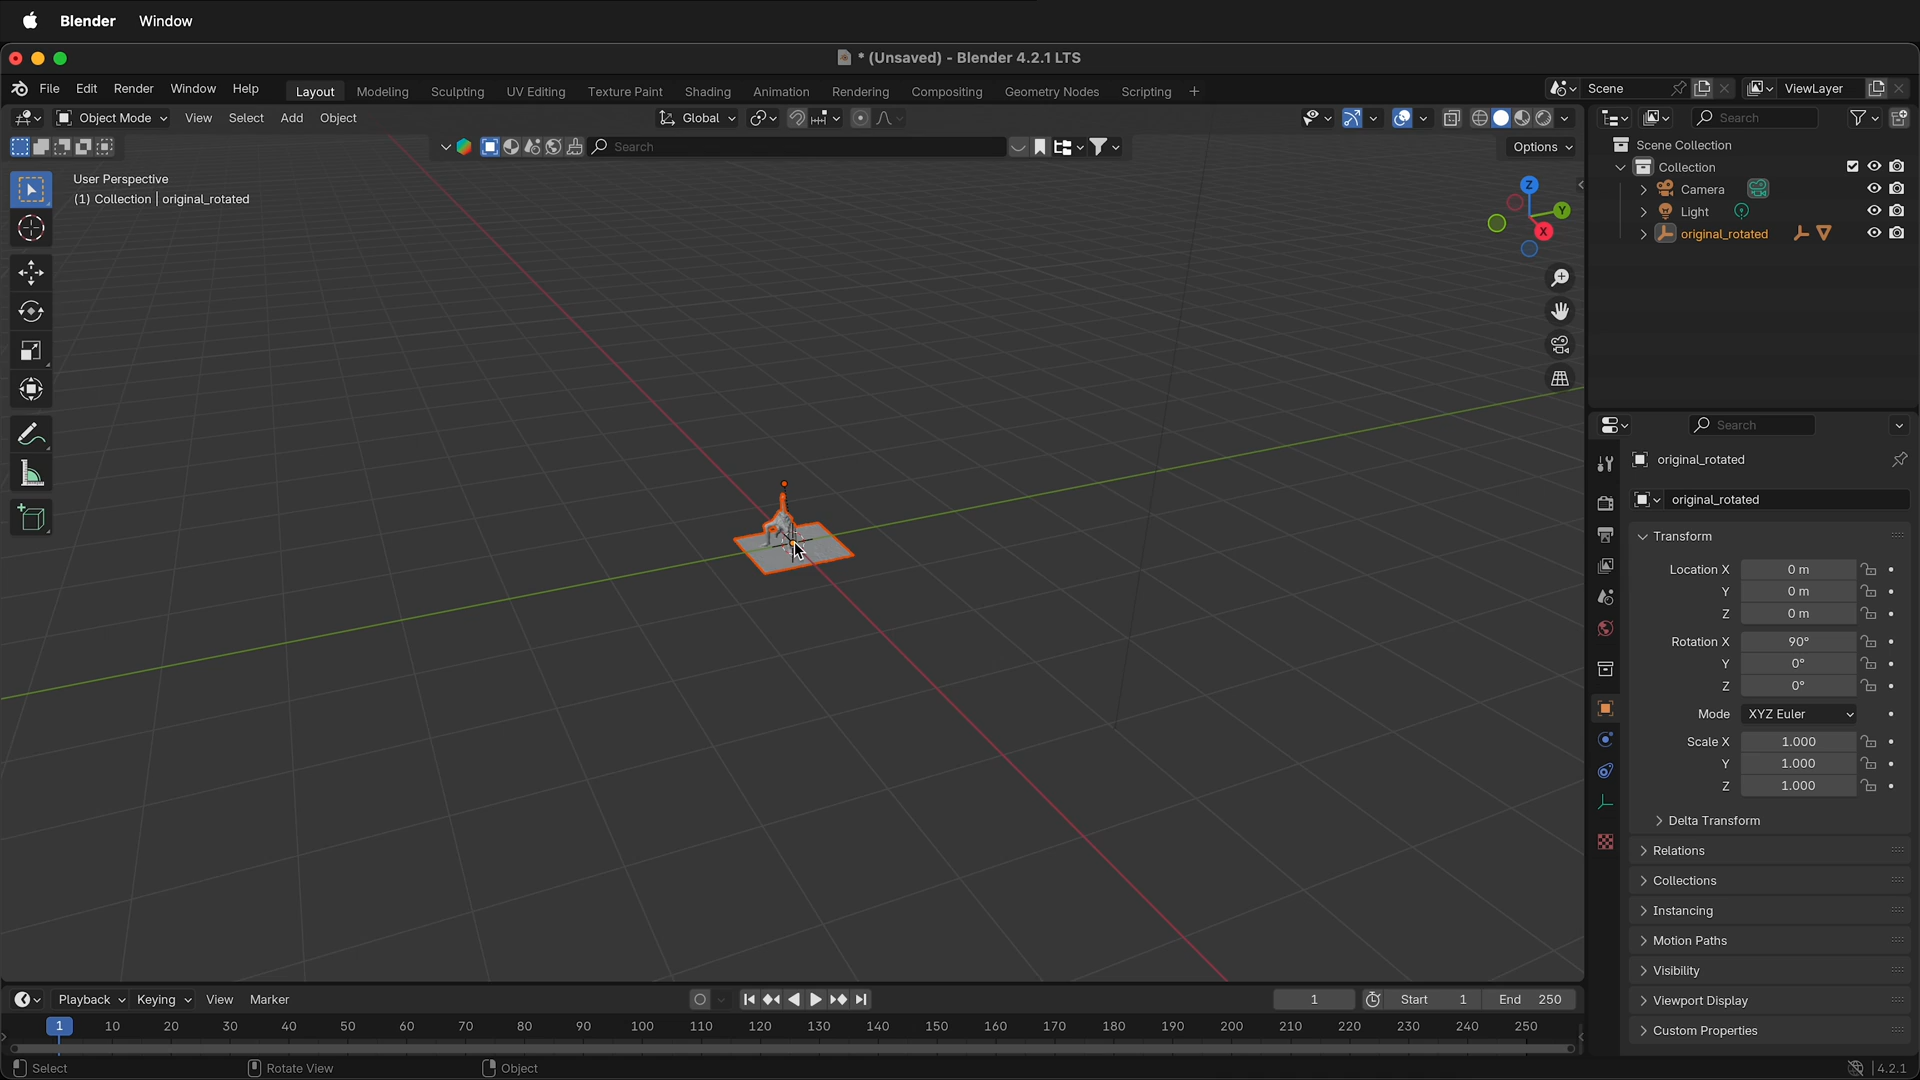 Blender Window
* (Unsaved) - Blender 4.2.1 LTS
File Edit Render Window Help Layout Modeling Sculpting UV Editing Texture Paint Shading Animation Rendering Compositing Geometry Nodes Scripting + Scene ViewLayer
Object Mode View Select Add Object Global Search
Search Options
User Perspective
(1) Collection | original_rotated
Z
Y
X
Scene Collection
Collection
Camera
Light
original_rotated
Search
original_rotated
original_rotated
Transform
Location X 0 m
Y 0 m
Z 0 m
Rotation X 90°
Y 0°
Z 0°
Mode XYZ Euler
Scale X 1.000
Y 1.000
Z 1.000
Delta Transform
Relations
Collections
Instancing
Motion Paths
Visibility
Viewport Display
Custom Properties
Playback Keying View Marker 1 Start 1 End 250
1 10 20 30 40 50 60 70 80 90 100 110 120 130 140 150 160 170 180 190 200 210 220 230 240 250
Select Rotate View Object 4.2.1